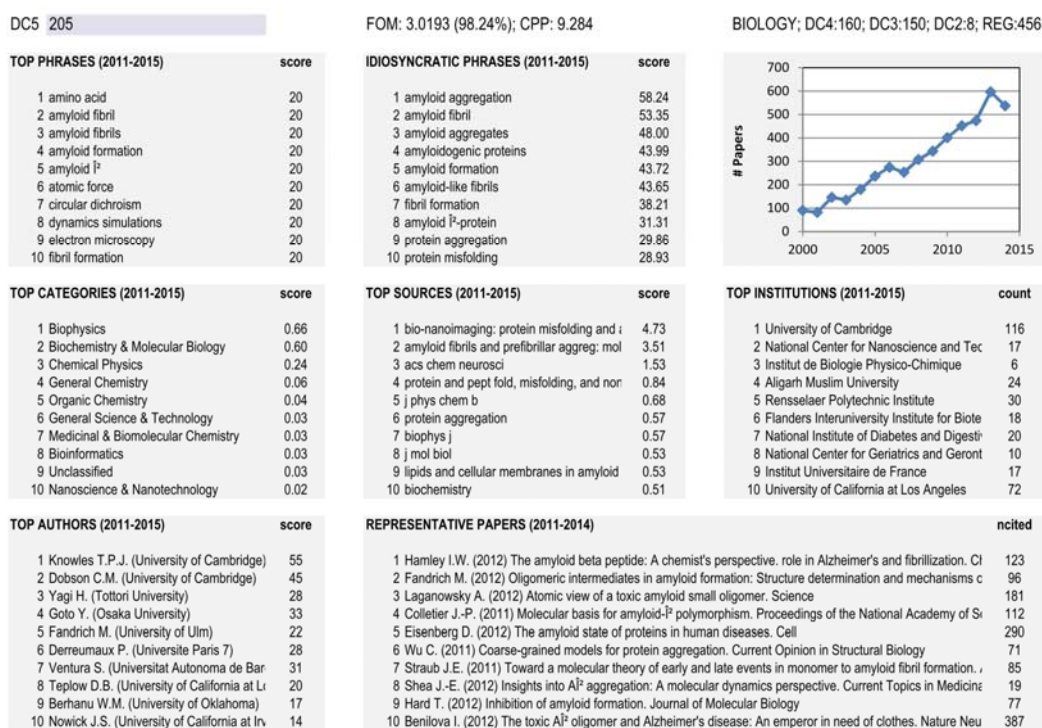 DC5 205
FOM: 3.0193 (98.24%); CPP: 9.284
BIOLOGY; DC4:160; DC3:150; DC2:8; REG:456
TOP PHRASES (2011-2015) score
1 amino acid 20
2 amyloid fibril 20
3 amyloid fibrils 20
4 amyloid formation 20
5 amyloid Î² 20
6 atomic force 20
7 circular dichroism 20
8 dynamics simulations 20
9 electron microscopy 20
10 fibril formation 20
IDIOSYNCRATIC PHRASES (2011-2015) score
1 amyloid aggregation 58.24
2 amyloid fibril 53.35
3 amyloid aggregates 48.00
4 amyloidogenic proteins 43.99
5 amyloid formation 43.72
6 amyloid-like fibrils 43.65
7 fibril formation 38.21
8 amyloid Î²-protein 31.31
9 protein aggregation 29.86
10 protein misfolding 28.93
# Papers
700
600
500
400
300
200
100
0
2000 2005 2010 2015
TOP CATEGORIES (2011-2015) score
1 Biophysics 0.66
2 Biochemistry & Molecular Biology 0.60
3 Chemical Physics 0.24
4 General Chemistry 0.06
5 Organic Chemistry 0.04
6 General Science & Technology 0.03
7 Medicinal & Biomolecular Chemistry 0.03
8 Bioinformatics 0.03
9 Unclassified 0.03
10 Nanoscience & Nanotechnology 0.02
TOP SOURCES (2011-2015) score
1 bio-nanoimaging: protein misfolding and a 4.73
2 amyloid fibrils and prefibrillar aggreg: mol 3.51
3 acs chem neurosci 1.53
4 protein and pept fold, misfolding, and non 0.84
5 j phys chem b 0.68
6 protein aggregation 0.57
7 biophys j 0.57
8 j mol biol 0.53
9 lipids and cellular membranes in amyloid 0.53
10 biochemistry 0.51
TOP INSTITUTIONS (2011-2015) count
1 University of Cambridge 116
2 National Center for Nanoscience and Tec 17
3 Institut de Biologie Physico-Chimique 6
4 Aligarh Muslim University 24
5 Rensselaer Polytechnic Institute 30
6 Flanders Interuniversity Institute for Biote 18
7 National Institute of Diabetes and Digesti 20
8 National Center for Geriatrics and Geront 10
9 Institut Universitaire de France 17
10 University of California at Los Angeles 72
TOP AUTHORS (2011-2015) score
1 Knowles T.P.J. (University of Cambridge) 55
2 Dobson C.M. (University of Cambridge) 45
3 Yagi H. (Tottori University) 28
4 Goto Y. (Osaka University) 33
5 Fandrich M. (University of Ulm) 22
6 Derreumaux P. (Universite Paris 7) 28
7 Ventura S. (Universitat Autonoma de Bar 31
8 Teplow D.B. (University of California at Lo 20
9 Berhanu W.M. (University of Oklahoma) 17
10 Nowick J.S. (University of California at Irv 14
REPRESENTATIVE PAPERS (2011-2014) ncited
1 Hamley I.W. (2012) The amyloid beta peptide: A chemist's perspective. role in Alzheimer's and fibrillization. Ch 123
2 Fandrich M. (2012) Oligomeric intermediates in amyloid formation: Structure determination and mechanisms o 96
3 Laganowsky A. (2012) Atomic view of a toxic amyloid small oligomer. Science 181
4 Colletier J.-P. (2011) Molecular basis for amyloid-Î² polymorphism. Proceedings of the National Academy of Sc 112
5 Eisenberg D. (2012) The amyloid state of proteins in human diseases. Cell 290
6 Wu C. (2011) Coarse-grained models for protein aggregation. Current Opinion in Structural Biology 71
7 Straub J.E. (2011) Toward a molecular theory of early and late events in monomer to amyloid fibril formation. 85
8 Shea J.-E. (2012) Insights into AÎ² aggregation: A molecular dynamics perspective. Current Topics in Medicina 19
9 Hard T. (2012) Inhibition of amyloid formation. Journal of Molecular Biology 77
10 Benilova I. (2012) The toxic AÎ² oligomer and Alzheimer's disease: An emperor in need of clothes. Nature Neu 387